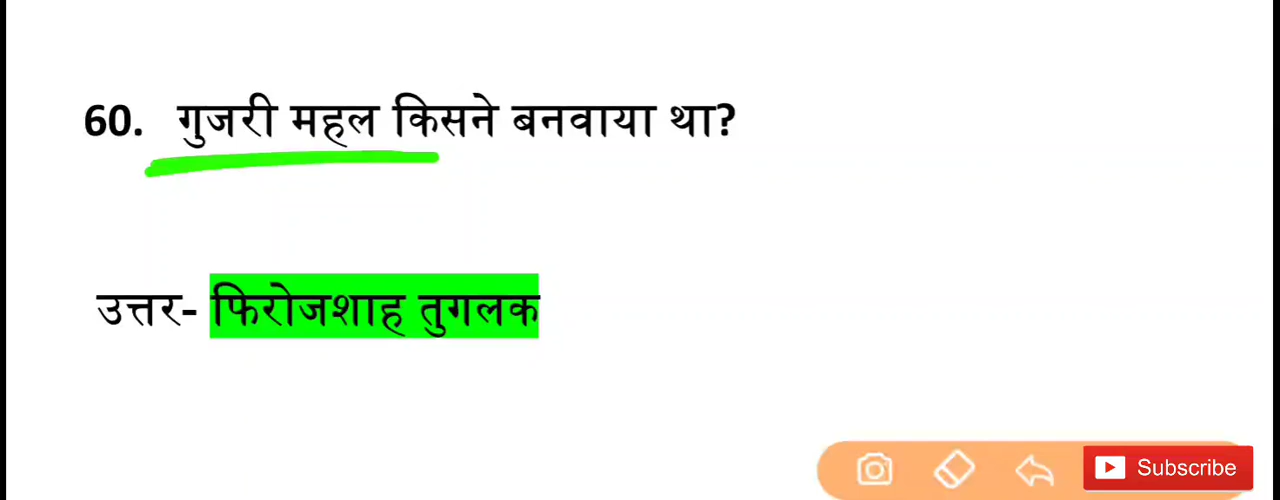 60. गुजरी महल किसने बनवाया था?
उत्तर- फिरोजशाह तुगलक
Subscribe